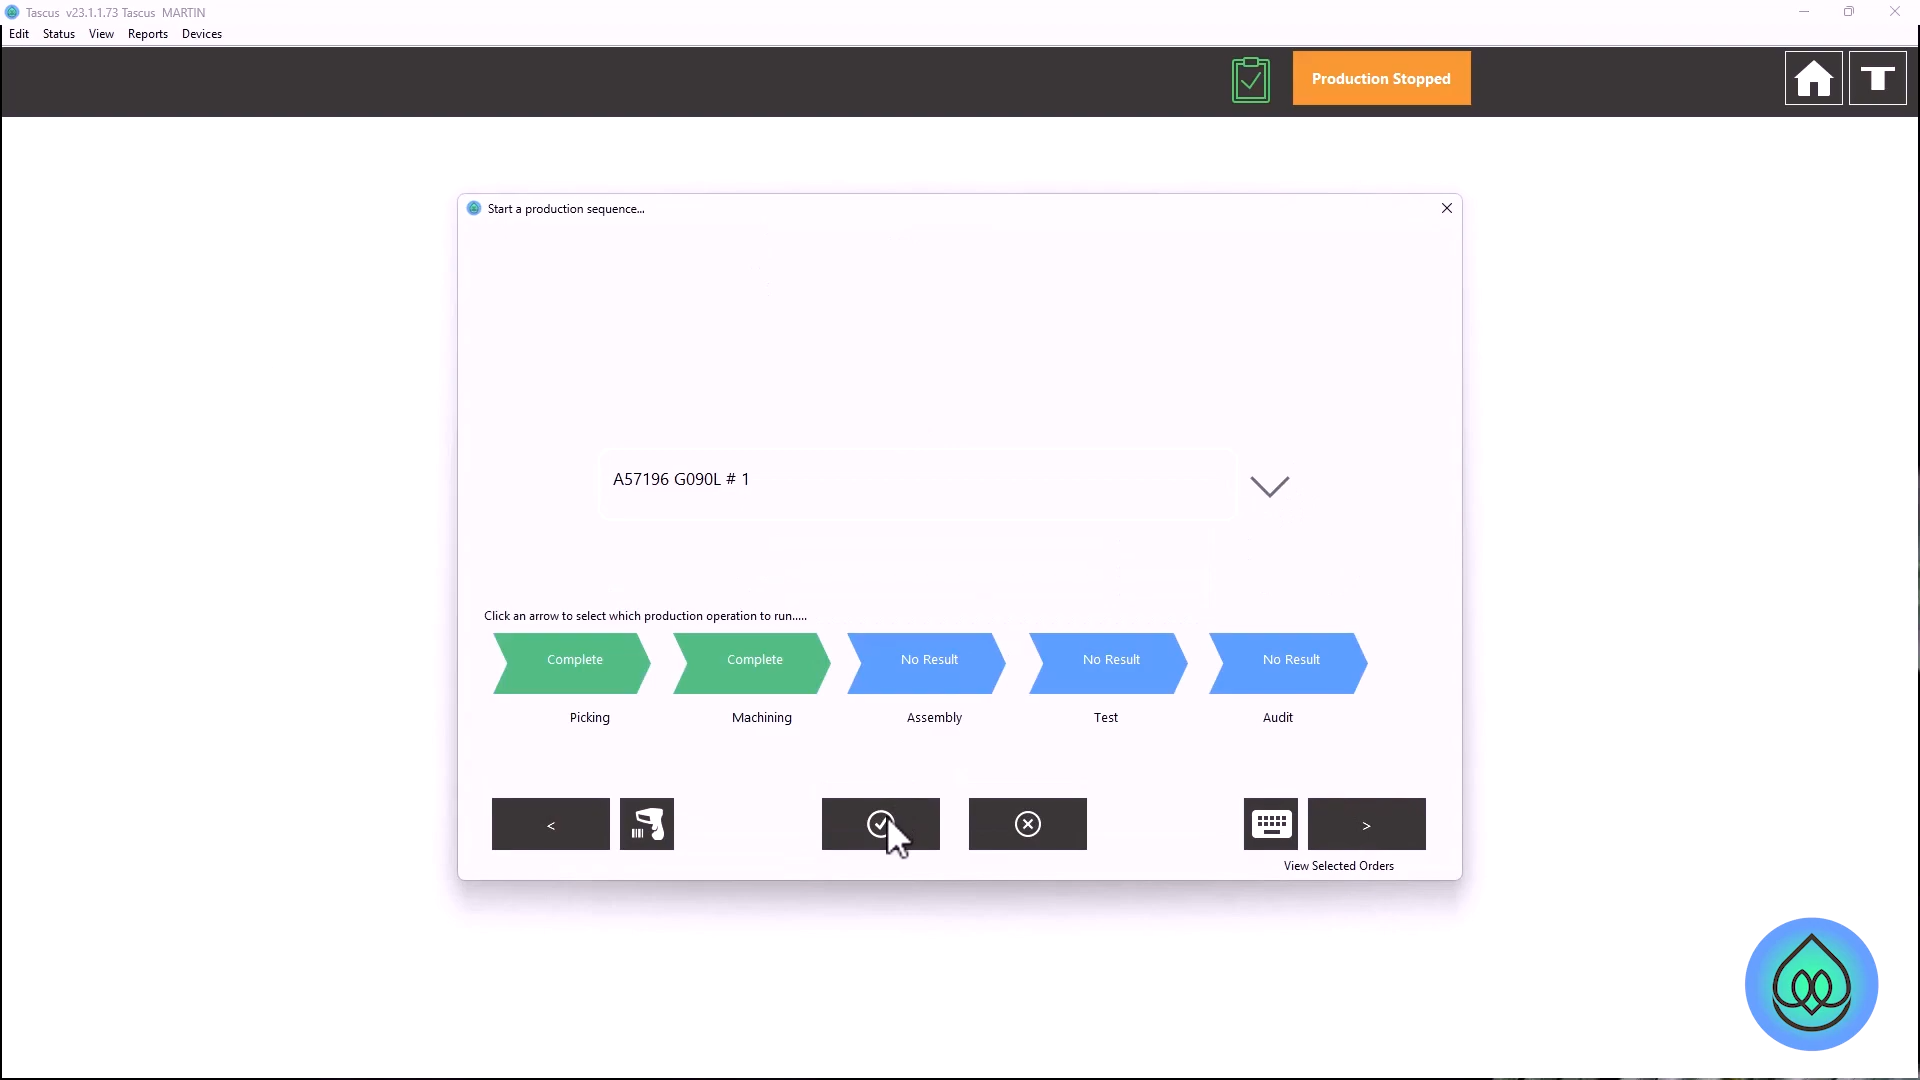 Tascus v23.1.1.73 Tascus MARTIN
Edit Status View Reports Devices
Production Stopped
Start a production sequence...
A57196 G090L # 1
Click an arrow to select which production operation to run.....
Complete Complete No Result No Result No Result
Picking Machining Assembly Test Audit
< >
View Selected Orders